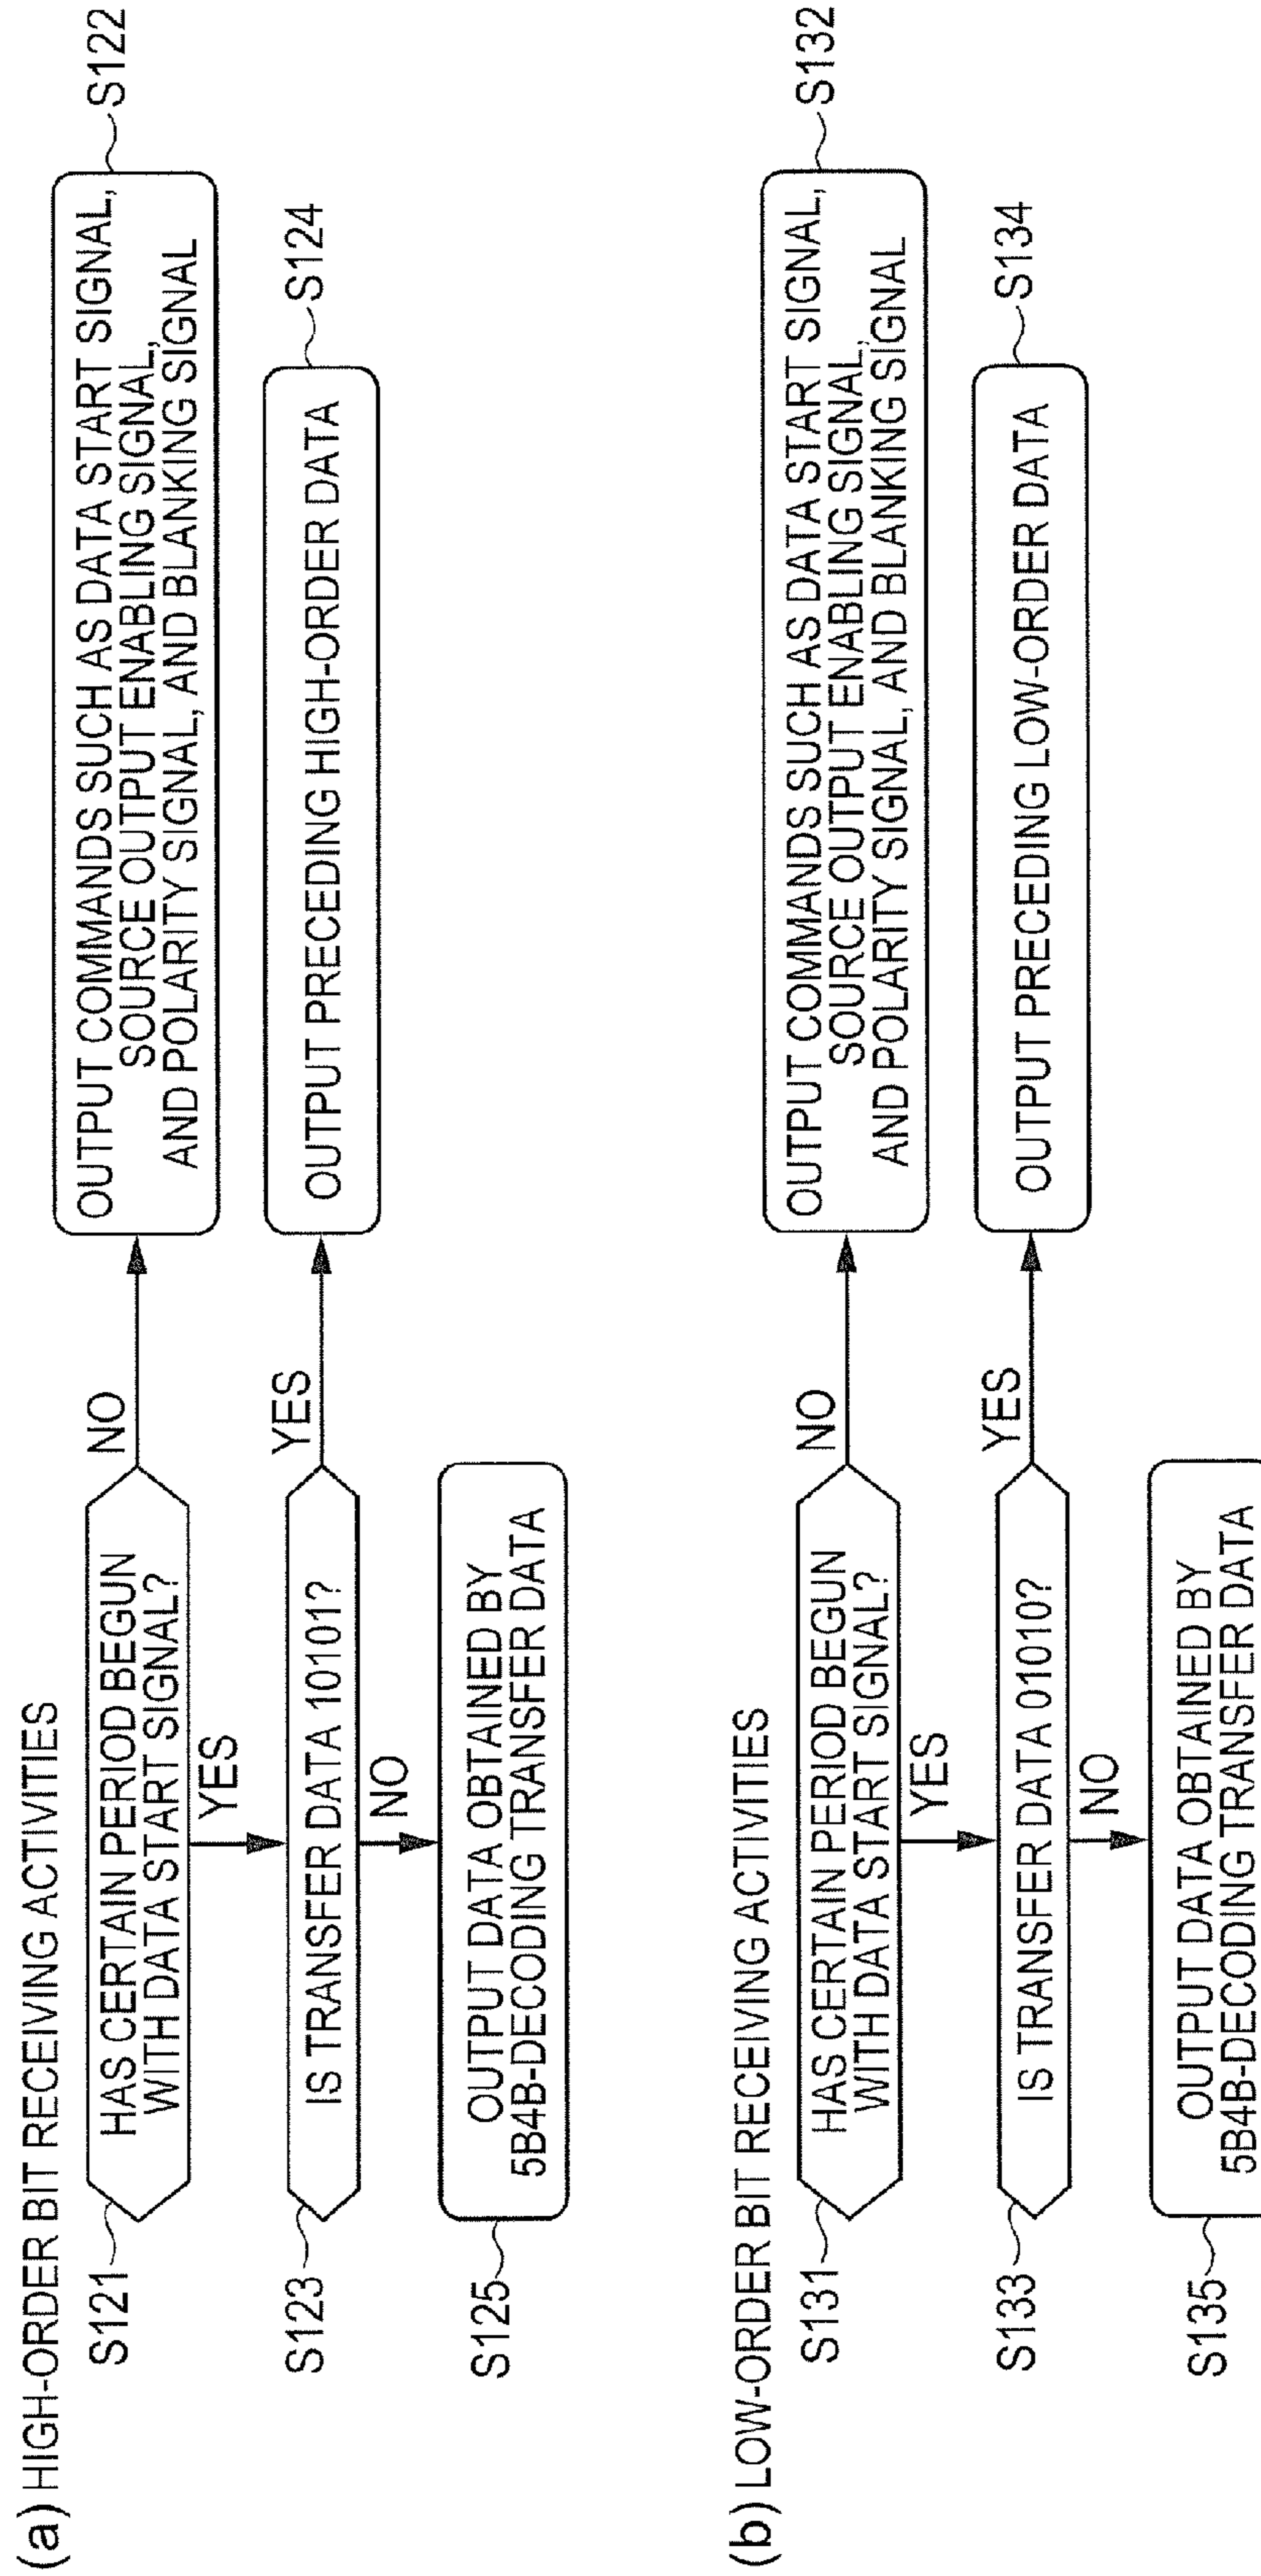 (a) HIGH-ORDER BIT RECEIVING ACTIVITIES
S121
HAS CERTAIN PERIOD BEGUN
WITH DATA START SIGNAL?
NO
OUTPUT COMMANDS SUCH AS DATA START SIGNAL,
SOURCE OUTPUT ENABLING SIGNAL,
AND POLARITY SIGNAL, AND BLANKING SIGNAL
S122
YES
S123
IS TRANSFER DATA 10101?
YES
OUTPUT PRECEDING HIGH-ORDER DATA
S124
NO
S125
OUTPUT DATA OBTAINED BY
5B4B-DECODING TRANSFER DATA
(b) LOW-ORDER BIT RECEIVING ACTIVITIES
S131
HAS CERTAIN PERIOD BEGUN
WITH DATA START SIGNAL?
NO
OUTPUT COMMANDS SUCH AS DATA START SIGNAL,
SOURCE OUTPUT ENABLING SIGNAL,
AND POLARITY SIGNAL, AND BLANKING SIGNAL
S132
YES
S133
IS TRANSFER DATA 01010?
YES
OUTPUT PRECEDING LOW-ORDER DATA
S134
NO
S135
OUTPUT DATA OBTAINED BY
5B4B-DECODING TRANSFER DATA